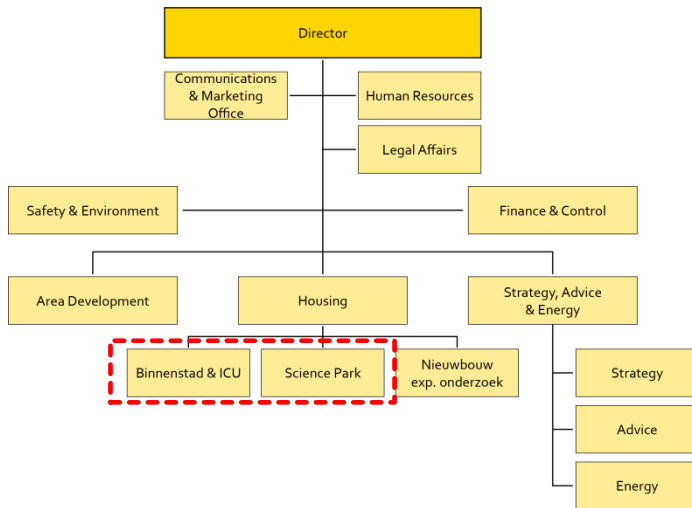 Director
Communications
& Marketing
Office
Human Resources
Legal Affairs
Safety & Environment
Finance & Control
Area Development
Housing
Strategy, Advice
& Energy
Binnenstad & ICU
Science Park
Nieuwbouw
exp. onderzoek
Strategy
Advice
Energy